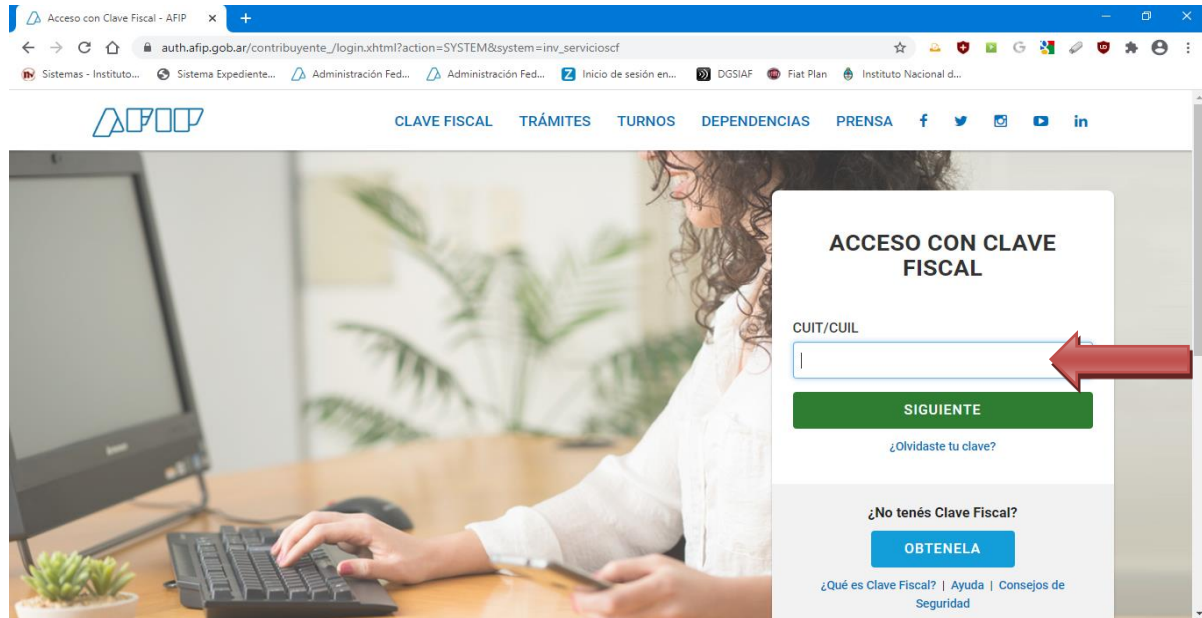 Acceso con Clave Fiscal - AFIP
auth.afip.gob.ar/contribuyente_/login.xhtml?action=SYSTEM&system=inv_servicioscf
Sistemas - Instituto... Sistema Expediente... Administración Fed... Administración Fed... Inicio de sesión en... DGSIAF Fiat Plan Instituto Nacional d...
AFIP CLAVE FISCAL TRÁMITES TURNOS DEPENDENCIAS PRENSA
ACCESO CON CLAVE
FISCAL
CUIT/CUIL
SIGUIENTE
¿Olvidaste tu clave?
¿No tenés Clave Fiscal?
OBTENELA
¿Qué es Clave Fiscal? | Ayuda | Consejos de
Seguridad